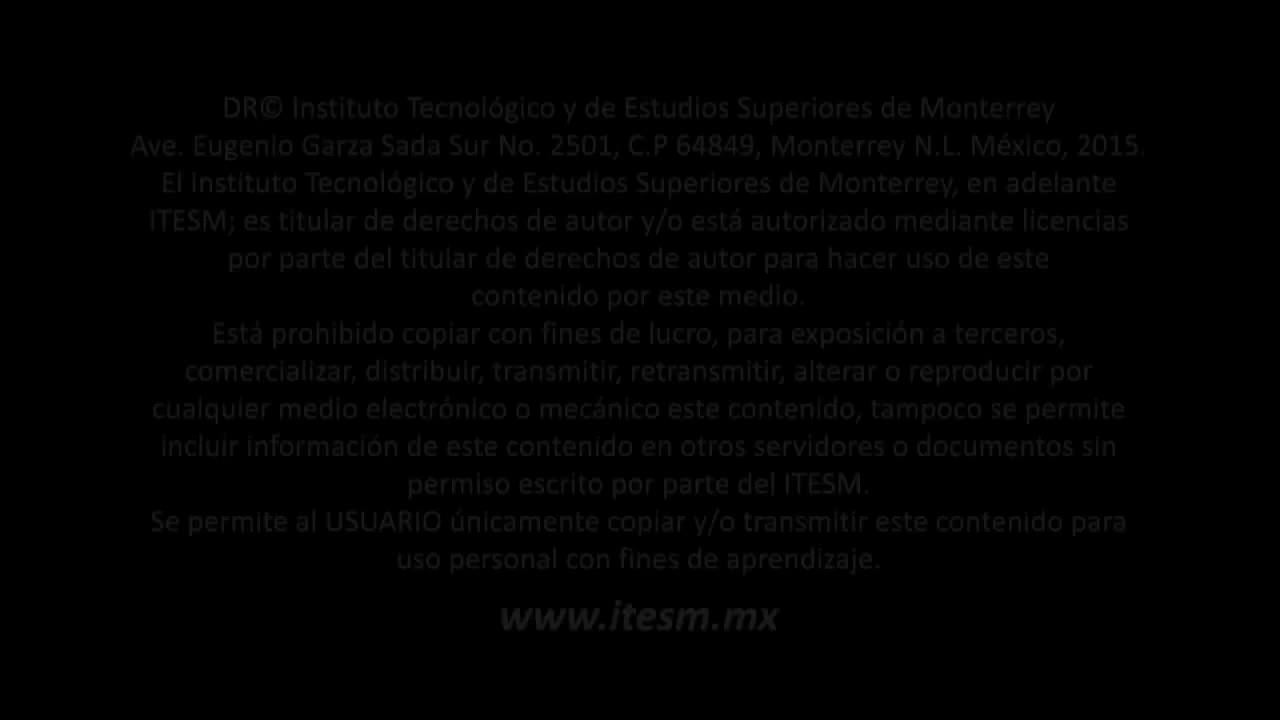 DR© Instituto Tecnológico y de Estudios Superiores de Monterrey
Ave. Eugenio Garza Sada Sur No. 2501, C.P 64849, Monterrey N.L. México, 2015.
El Instituto Tecnológico y de Estudios Superiores de Monterrey, en adelante
ITESM; es titular de derechos de autor y/o está autorizado mediante licencias
por parte del titular de derechos de autor para hacer uso de este
contenido por este medio.
Está prohibido copiar con fines de lucro, para exposición a terceros,
comercializar, distribuir, transmitir, retransmitir, alterar o reproducir por
cualquier medio electrónico o mecánico este contenido, tampoco se permite
incluir información de este contenido en otros servidores o documentos sin
permiso escrito por parte del ITESM.
Se permite al USUARIO únicamente copiar y/o transmitir este contenido para
uso personal con fines de aprendizaje.
www.itesm.mx